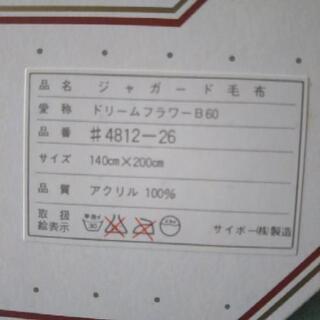 品名 ジャガード毛布
愛称 ドリームフラワーB60
品番 #4812-26
サイズ 140cm×200cm
品質 アクリル 100%
取扱絵表示 サイボー㈱製造